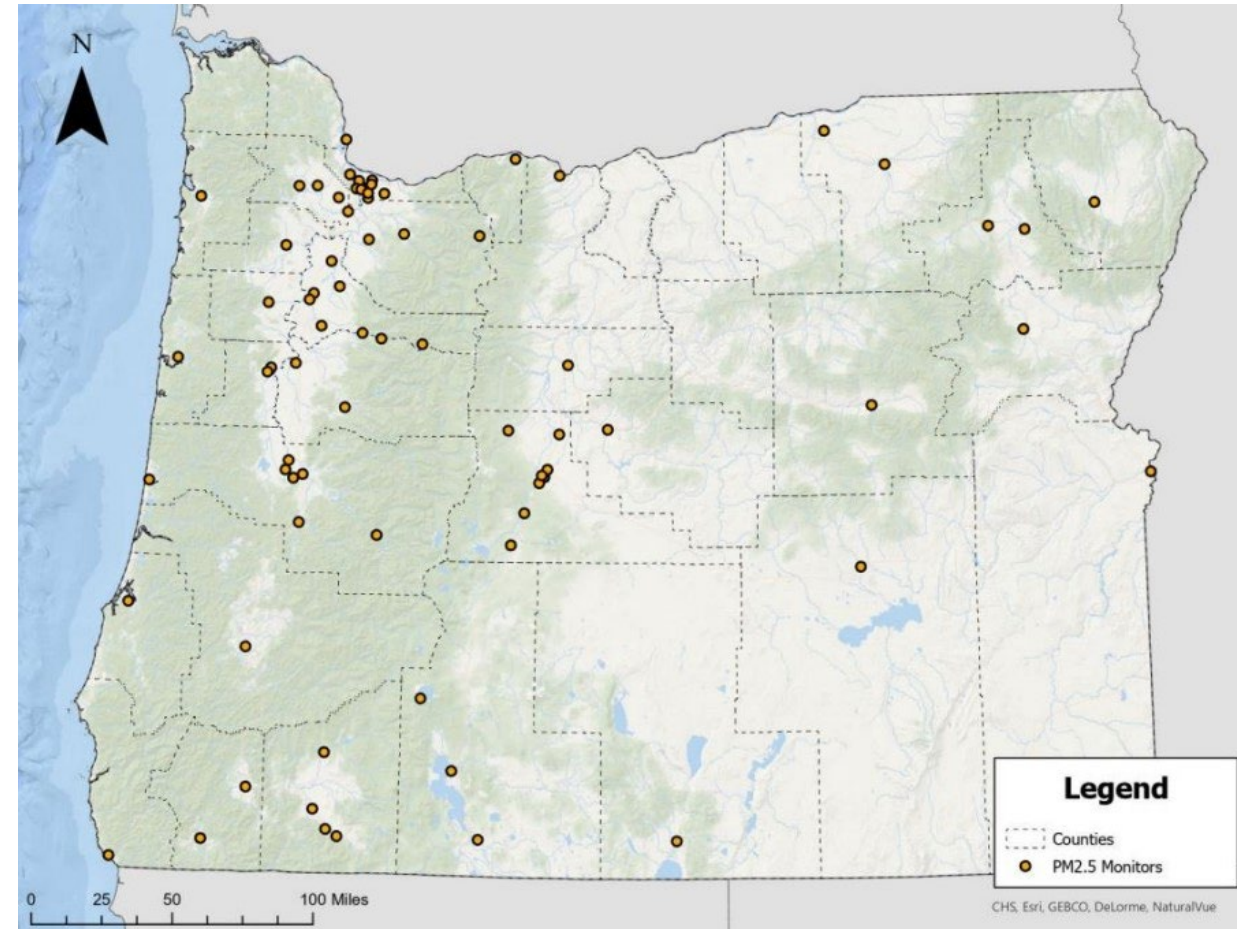 N
Legend
Counties
PM2.5 Monitors
0 25 50 100 Miles
CHS, Esri, GEBCO, DeLorme, NaturalVue